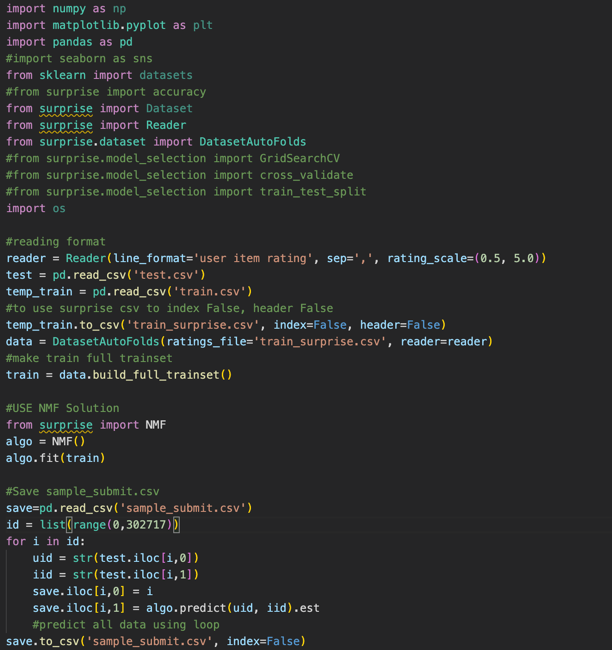 import numpy as np
import matplotlib.pyplot as plt
import pandas as pd
#import seaborn as sns
from sklearn import datasets
#from surprise import accuracy
from surprise import Dataset
from surprise import Reader
from surprise.dataset import DatasetAutoFolds
#from surprise.model_selection import GridSearchCV
#from surprise.model_selection import cross_validate
#from surprise.model_selection import train_test_split
import os
#reading format
reader = Reader(line_format='user item rating', sep=',', rating_scale=(0.5, 5.0))
test = pd.read_csv('test.csv')
temp_train = pd.read_csv('train.csv')
#to use surprise csv to index False, header False
temp_train.to_csv('train_surprise.csv', index=False, header=False)
data = DatasetAutoFolds(ratings_file='train_surprise.csv', reader=reader)
#make train full trainset
train = data.build_full_trainset()
#USE NMF Solution
from surprise import NMF
algo = NMF()
algo.fit(train)
#Save sample_submit.csv
save=pd.read_csv('sample_submit.csv')
id = list(range(0,302717))
for i in id:
    uid = str(test.iloc[i,0])
    iid = str(test.iloc[i,1])
    save.iloc[i,0] = i
    save.iloc[i,1] = algo.predict(uid, iid).est
    #predict all data using loop
save.to_csv('sample_submit.csv', index=False)